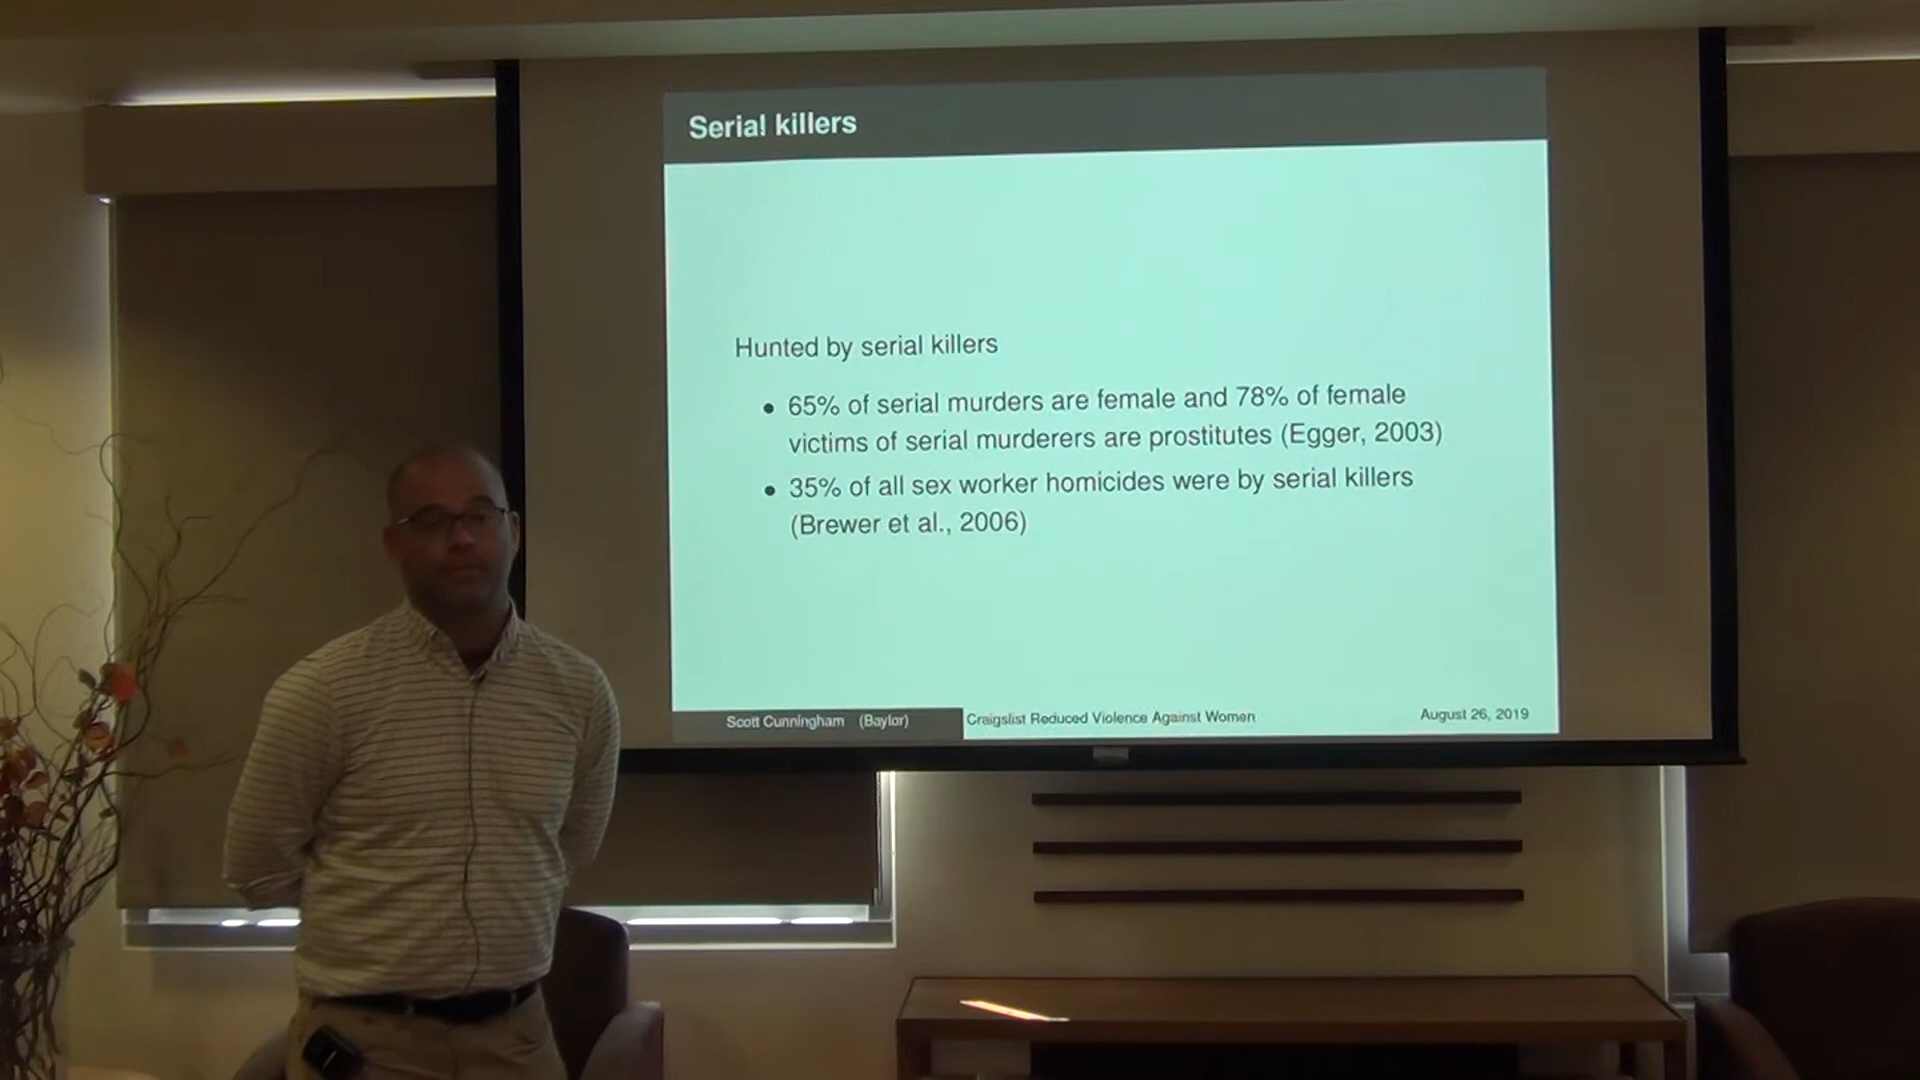 Serial killers
Hunted by serial killers
• 65% of serial murders are female and 78% of female
victims of serial murderers are prostitutes (Egger, 2003)
• 35% of all sex worker homicides were by serial killers
(Brewer et al., 2006)
Scott Cunningham (Baylor) Craigslist Reduced Violence Against Women August 26, 2019